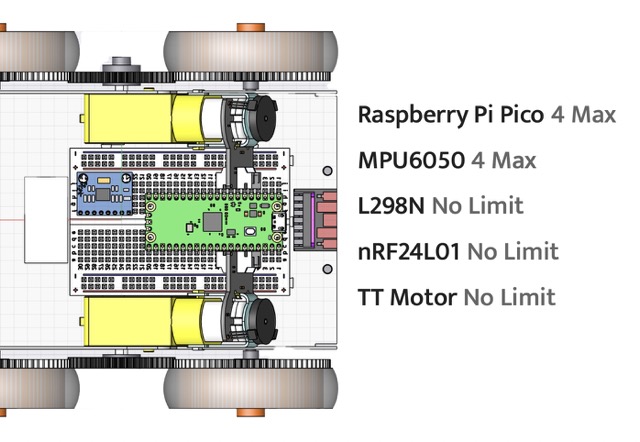 Raspberry Pi Pico 4 Max
MPU6050 4 Max
L298N No Limit
nRF24L01 No Limit
TT Motor No Limit